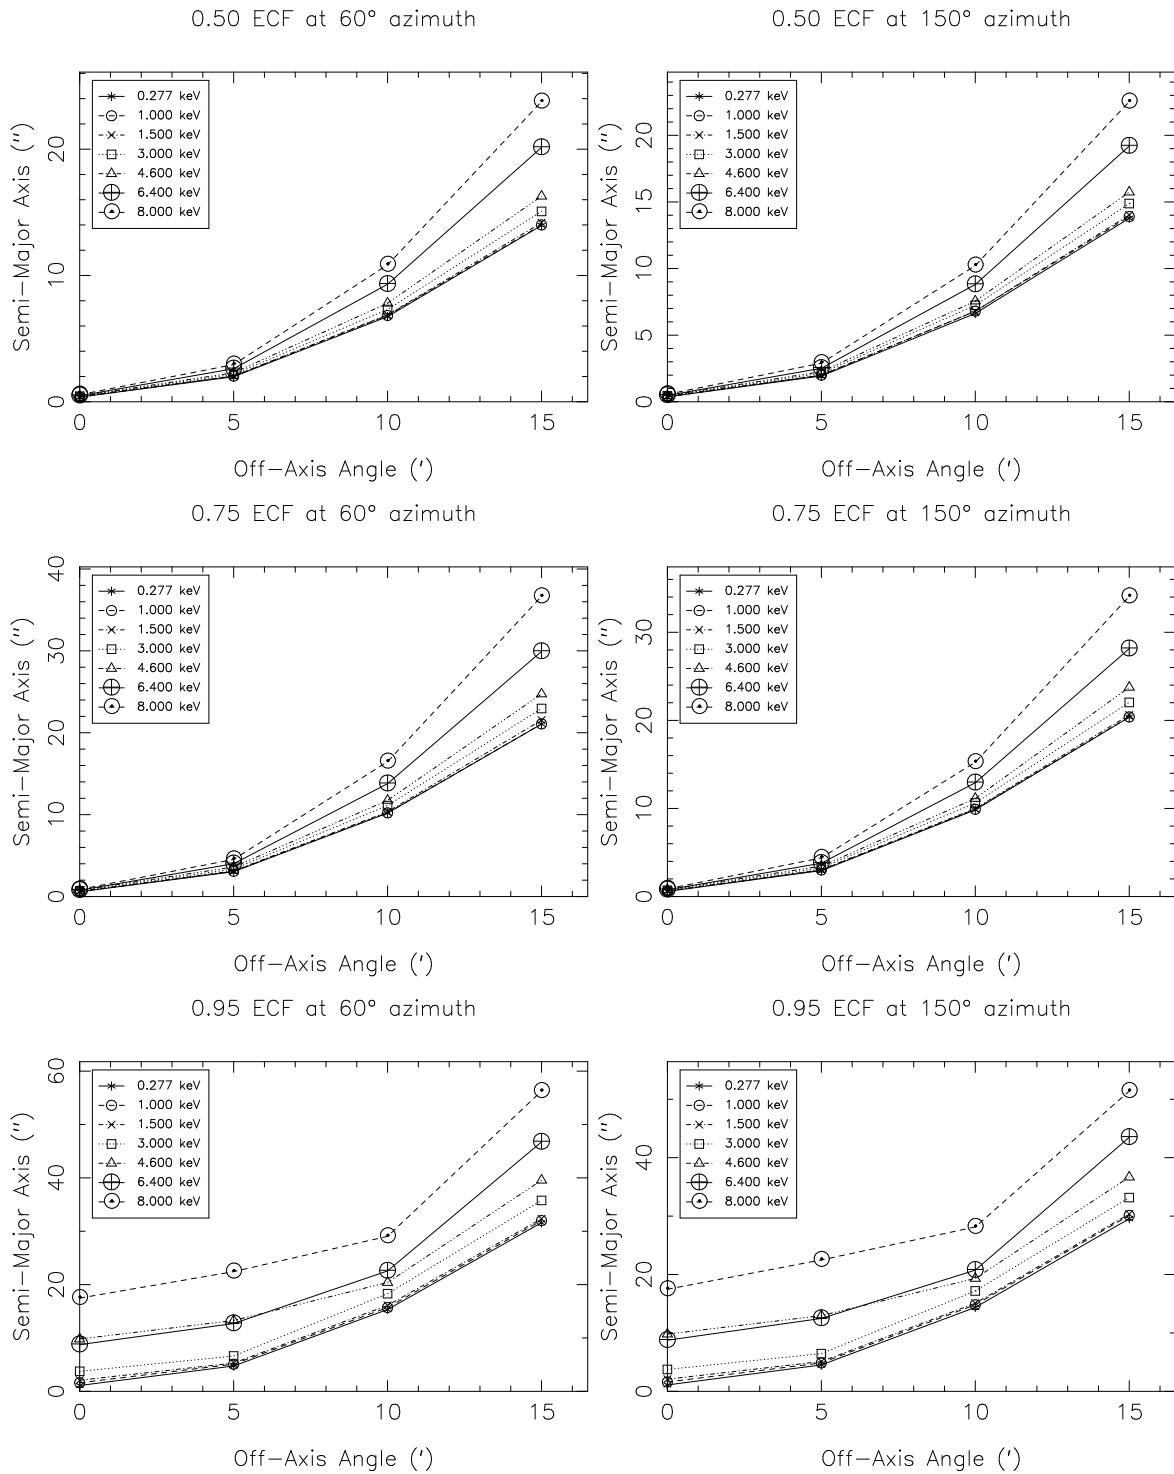 0.50 ECF at 60° azimuth
Semi-Major Axis (")
0.277 keV
1.000 keV
1.500 keV
3.000 keV
4.600 keV
6.400 keV
8.000 keV
20
10
0
0 5 10 15
Off-Axis Angle (')
0.50 ECF at 150° azimuth
Semi-Major Axis (")
0.277 keV
1.000 keV
1.500 keV
3.000 keV
4.600 keV
6.400 keV
8.000 keV
20
15
10
5
0
0 5 10 15
Off-Axis Angle (')
0.75 ECF at 60° azimuth
Semi-Major Axis (")
0.277 keV
1.000 keV
1.500 keV
3.000 keV
4.600 keV
6.400 keV
8.000 keV
40
30
20
10
0
0 5 10 15
Off-Axis Angle (')
0.75 ECF at 150° azimuth
Semi-Major Axis (")
0.277 keV
1.000 keV
1.500 keV
3.000 keV
4.600 keV
6.400 keV
8.000 keV
30
20
10
0
0 5 10 15
Off-Axis Angle (')
0.95 ECF at 60° azimuth
Semi-Major Axis (")
0.277 keV
1.000 keV
1.500 keV
3.000 keV
4.600 keV
6.400 keV
8.000 keV
60
40
20
0
0 5 10 15
Off-Axis Angle (')
0.95 ECF at 150° azimuth
Semi-Major Axis (")
0.277 keV
1.000 keV
1.500 keV
3.000 keV
4.600 keV
6.400 keV
8.000 keV
40
20
0
0 5 10 15
Off-Axis Angle (')